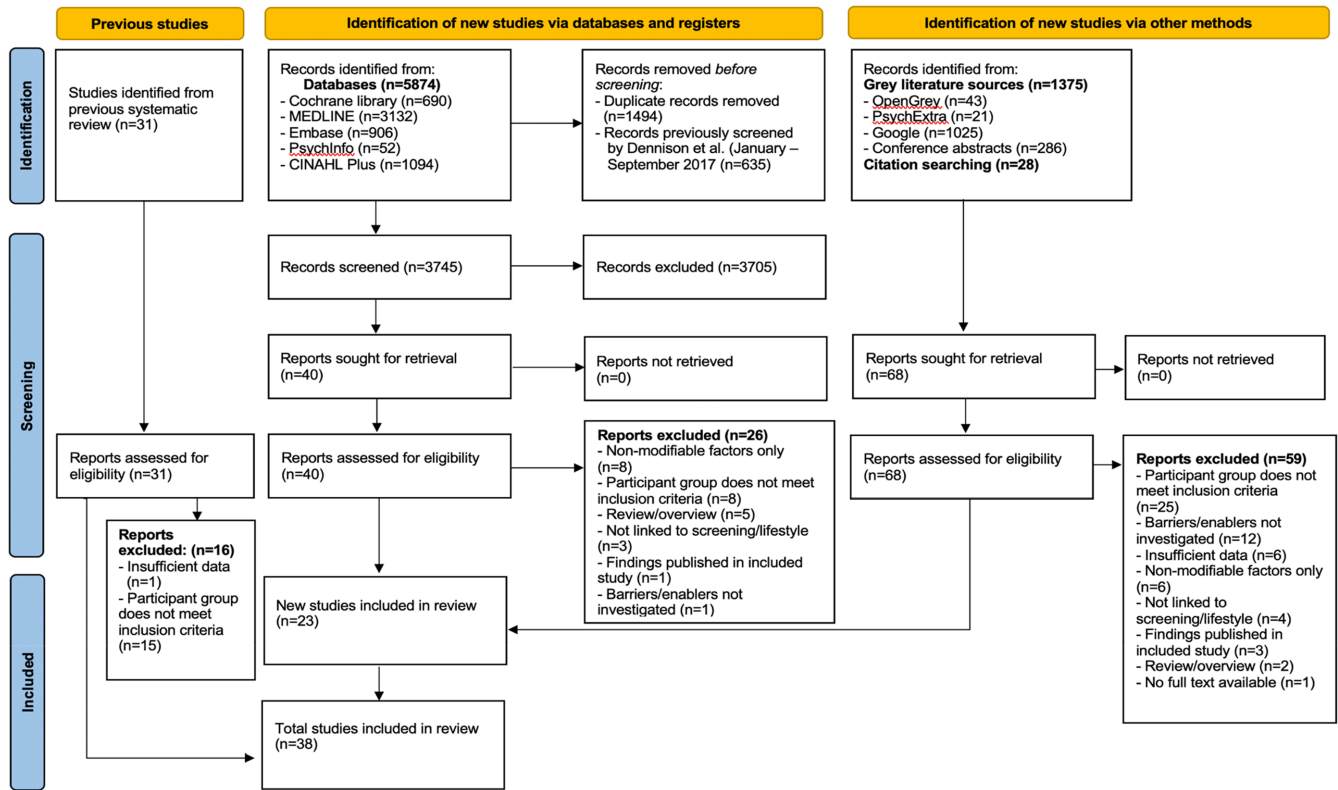 Previous studies
Identification of new studies via databases and registers
Identification of new studies via other methods
Identification
Studies identified from
previous systematic
review (n=31)
Records identified from:
Databases (n=5874)
- Cochrane library (n=690)
- MEDLINE (n=3132)
- Embase (n=906)
- PsychInfo (n=52)
- CINAHL Plus (n=1094)
Records removed before
screening:
- Duplicate records removed
(n=1494)
- Records previously screened
by Dennison et al. (January –
September 2017 (n=635)
Records identified from:
Grey literature sources (n=1375)
- OpenGrey (n=43)
- PsychExtra (n=21)
- Google (n=1025)
- Conference abstracts (n=286)
Citation searching (n=28)
Screening
Records screened (n=3745)
Records excluded (n=3705)
Reports sought for retrieval
(n=40)
Reports not retrieved
(n=0)
Reports sought for retrieval
(n=68)
Reports not retrieved
(n=0)
Reports assessed for
eligibility (n=31)
Reports
excluded: (n=16)
- Insufficient data
(n=1)
- Participant
group does not meet
inclusion criteria
(n=15)
Reports assessed for eligibility
(n=40)
Reports excluded (n=26)
- Non-modifiable factors only
(n=8)
- Participant group does not meet
inclusion criteria (n=8)
- Review/overview (n=5)
- Not linked to screening/lifestyle
(n=3)
- Findings published in included
study (n=1)
- Barriers/enablers not
investigated (n=1)
Reports assessed for eligibility
(n=68)
Reports excluded (n=59)
- Participant group does not
meet inclusion criteria
(n=25)
- Barriers/enablers not
investigated (n=12)
- Insufficient data (n=6)
- Non-modifiable factors only
(n=6)
- Not linked to
screening/lifestyle (n=4)
- Findings published in
included study (n=3)
- Review/overview (n=2)
- No full text available (n=1)
Included
New studies included in review
(n=23)
Total studies included in review
(n=38)